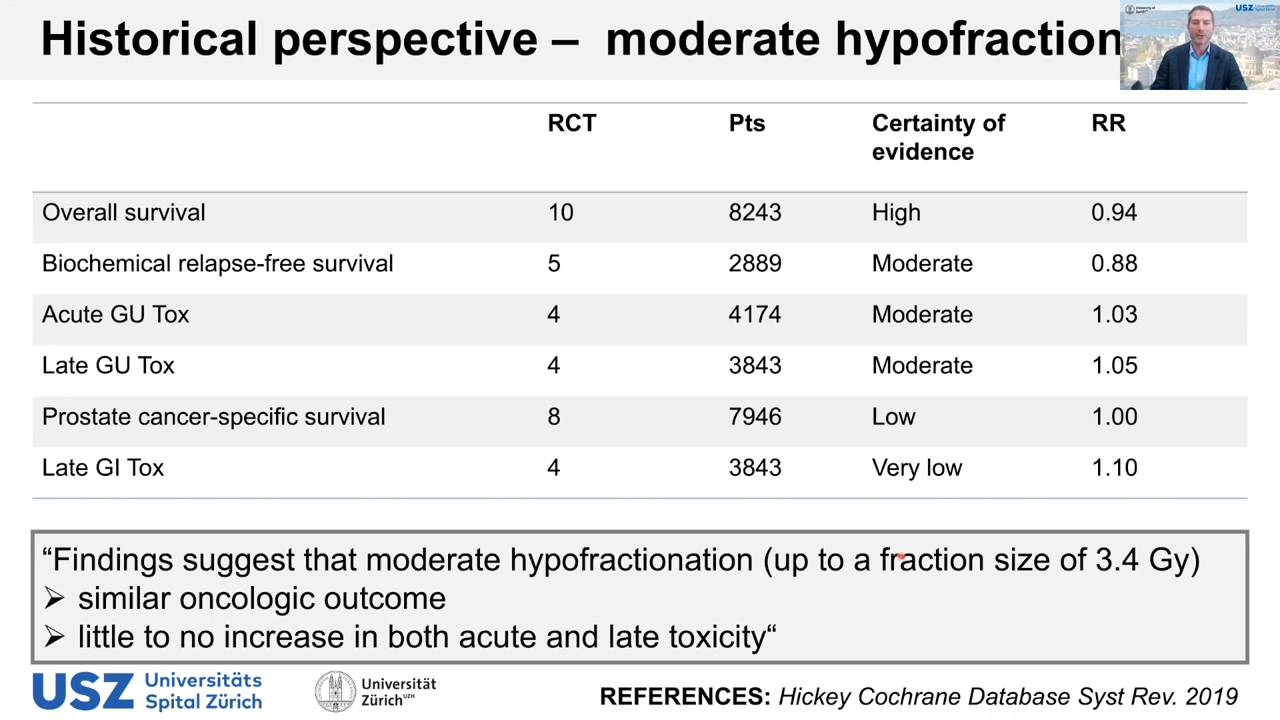 Historical perspective – moderate hypofraction
University of
Zurich
USZ
RCT Pts Certainty of evidence RR
Overall survival 10 8243 High 0.94
Biochemical relapse-free survival 5 2889 Moderate 0.88
Acute GU Tox 4 4174 Moderate 1.03
Late GU Tox 4 3843 Moderate 1.05
Prostate cancer-specific survival 8 7946 Low 1.00
Late GI Tox 4 3843 Very low 1.10
“Findings suggest that moderate hypofractionation (up to a fraction size of 3.4 Gy)
➢ similar oncologic outcome
➢ little to no increase in both acute and late toxicity“
USZ Universitäts
Spital Zürich
Universität
Zürich UZH
REFERENCES: Hickey Cochrane Database Syst Rev. 2019